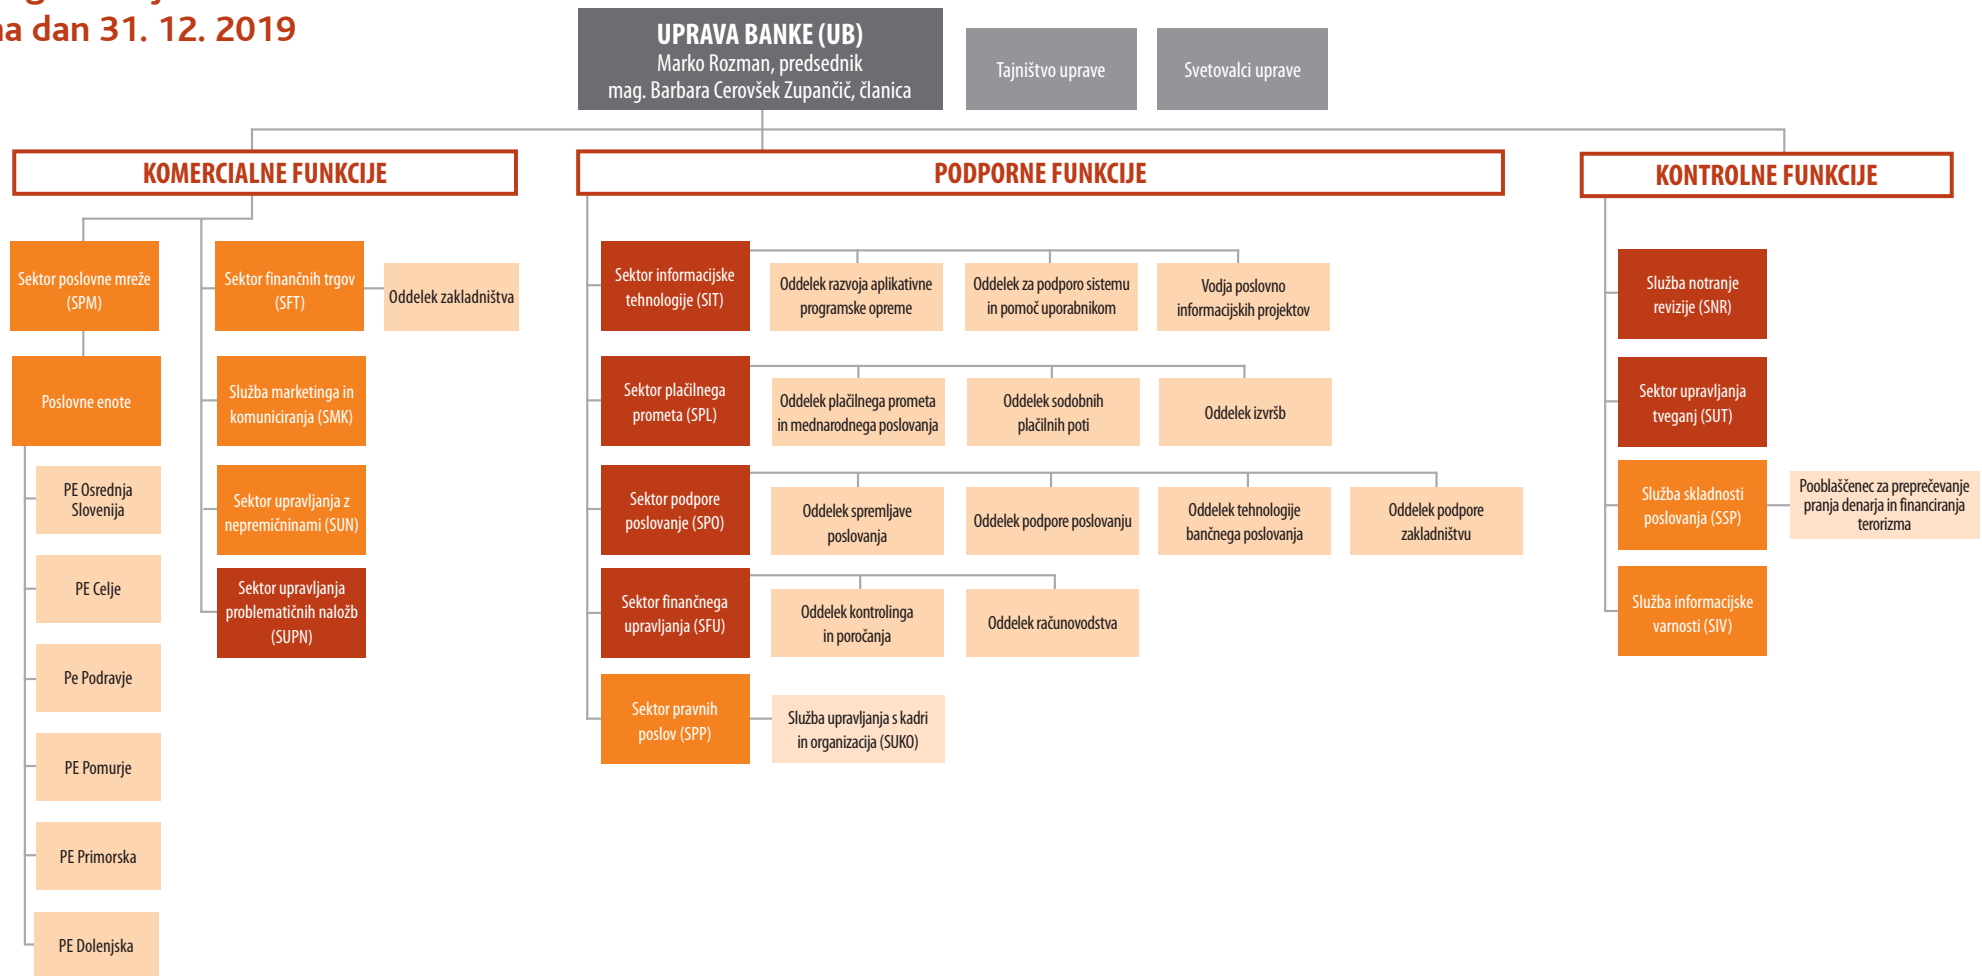 na dan 31. 12. 2019
UPRAVA BANKE (UB)
Marko Rozman, predsednik
mag. Barbara Cerovšek Zupančič, članica
Tajništvo uprave
Svetovalci uprave
KOMERCIALNE FUNKCIJE
PODPORNE FUNKCIJE
KONTROLNE FUNKCIJE
Sektor poslovne mreže
(SPM)
Poslovne enote
PE Osrednja
Slovenija
PE Celje
Pe Podravje
PE Pomurje
PE Primorska
PE Dolenjska
Sektor finančnih trgov
(SFT)
Oddelek zakladništva
Služba marketinga in
komuniciranja (SMK)
Sektor upravljanja z
nepremičninami (SUN)
Sektor upravljanja
problematičnih naložb
(SUPN)
Sektor informacijske
tehnologije (SIT)
Oddelek razvoja aplikativne
programske opreme
Oddelek za podporo sistemu
in pomoč uporabnikom
Vodja poslovno
informacijskih projektov
Sektor plačilnega
prometa (SPL)
Oddelek plačilnega prometa
in mednarodnega poslovanja
Oddelek sodobnih
plačilnih poti
Oddelek izvršb
Sektor podpore
poslovanje (SPO)
Oddelek spremljave
poslovanja
Oddelek podpore poslovanju
Oddelek tehnologije
bančnega poslovanja
Oddelek podpore
zakladništvu
Sektor finančnega
upravljanja (SFU)
Oddelek kontrolinga
in poročanja
Oddelek računovodstva
Sektor pravnih
poslov (SPP)
Služba upravljanja s kadri
in organizacija (SUKO)
Služba notranje
revizije (SNR)
Sektor upravljanja
tveganj (SUT)
Služba skladnosti
poslovanja (SSP)
Pooblaščenec za preprečevanje
pranja denarja in financiranja
terorizma
Služba informacijske
varnosti (SIV)